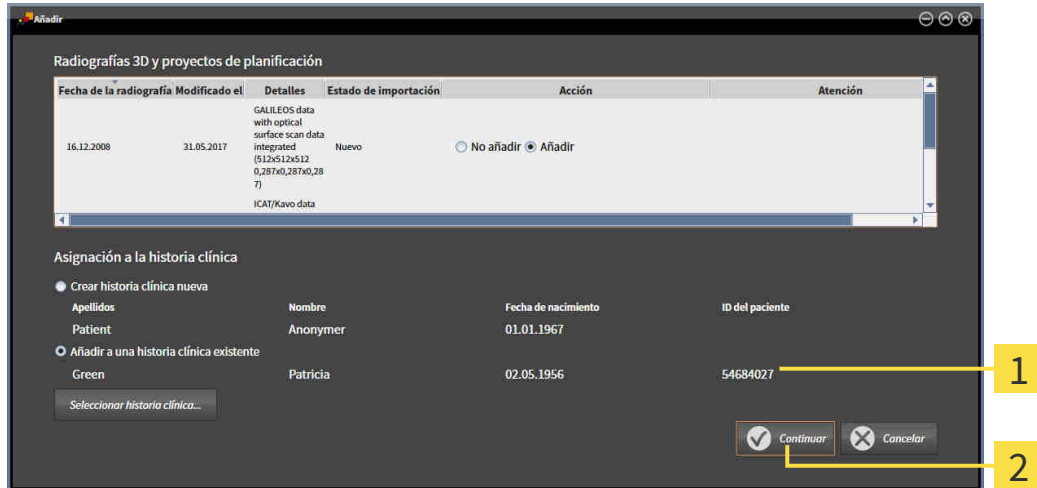 Añadir
Radiografías 3D y proyectos de planificación
Fecha de la radiografía Modificado el Detalles Estado de importación Acción Atención
GALILEOS data
with optical
surface scan data
16.12.2008 31.05.2017 integrated Nuevo No añadir Añadir
(512x512x512
0,287x0,287x0,28
7)
ICAT/Kavo data
Asignación a la historia clínica
Crear historia clínica nueva
Apellidos Nombre Fecha de nacimiento ID del paciente
Patient Anonymer 01.01.1967
Añadir a una historia clínica existente
Green Patricia 02.05.1956 54684027 1
Seleccionar historia clínica...
Continuar Cancelar
2